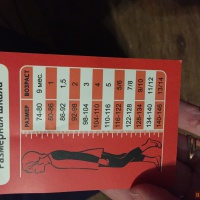 Размерная шкала
ВОЗРАСТ 9 мес. 1 1,5 2 3 4 5 5/6 7/8 9/10 11/12 13/14
РАЗМЕР 74-80 80-86 86-92 92-98 98-104 104-110 110-116 116-122 122-128 128-134 134-140 140-146